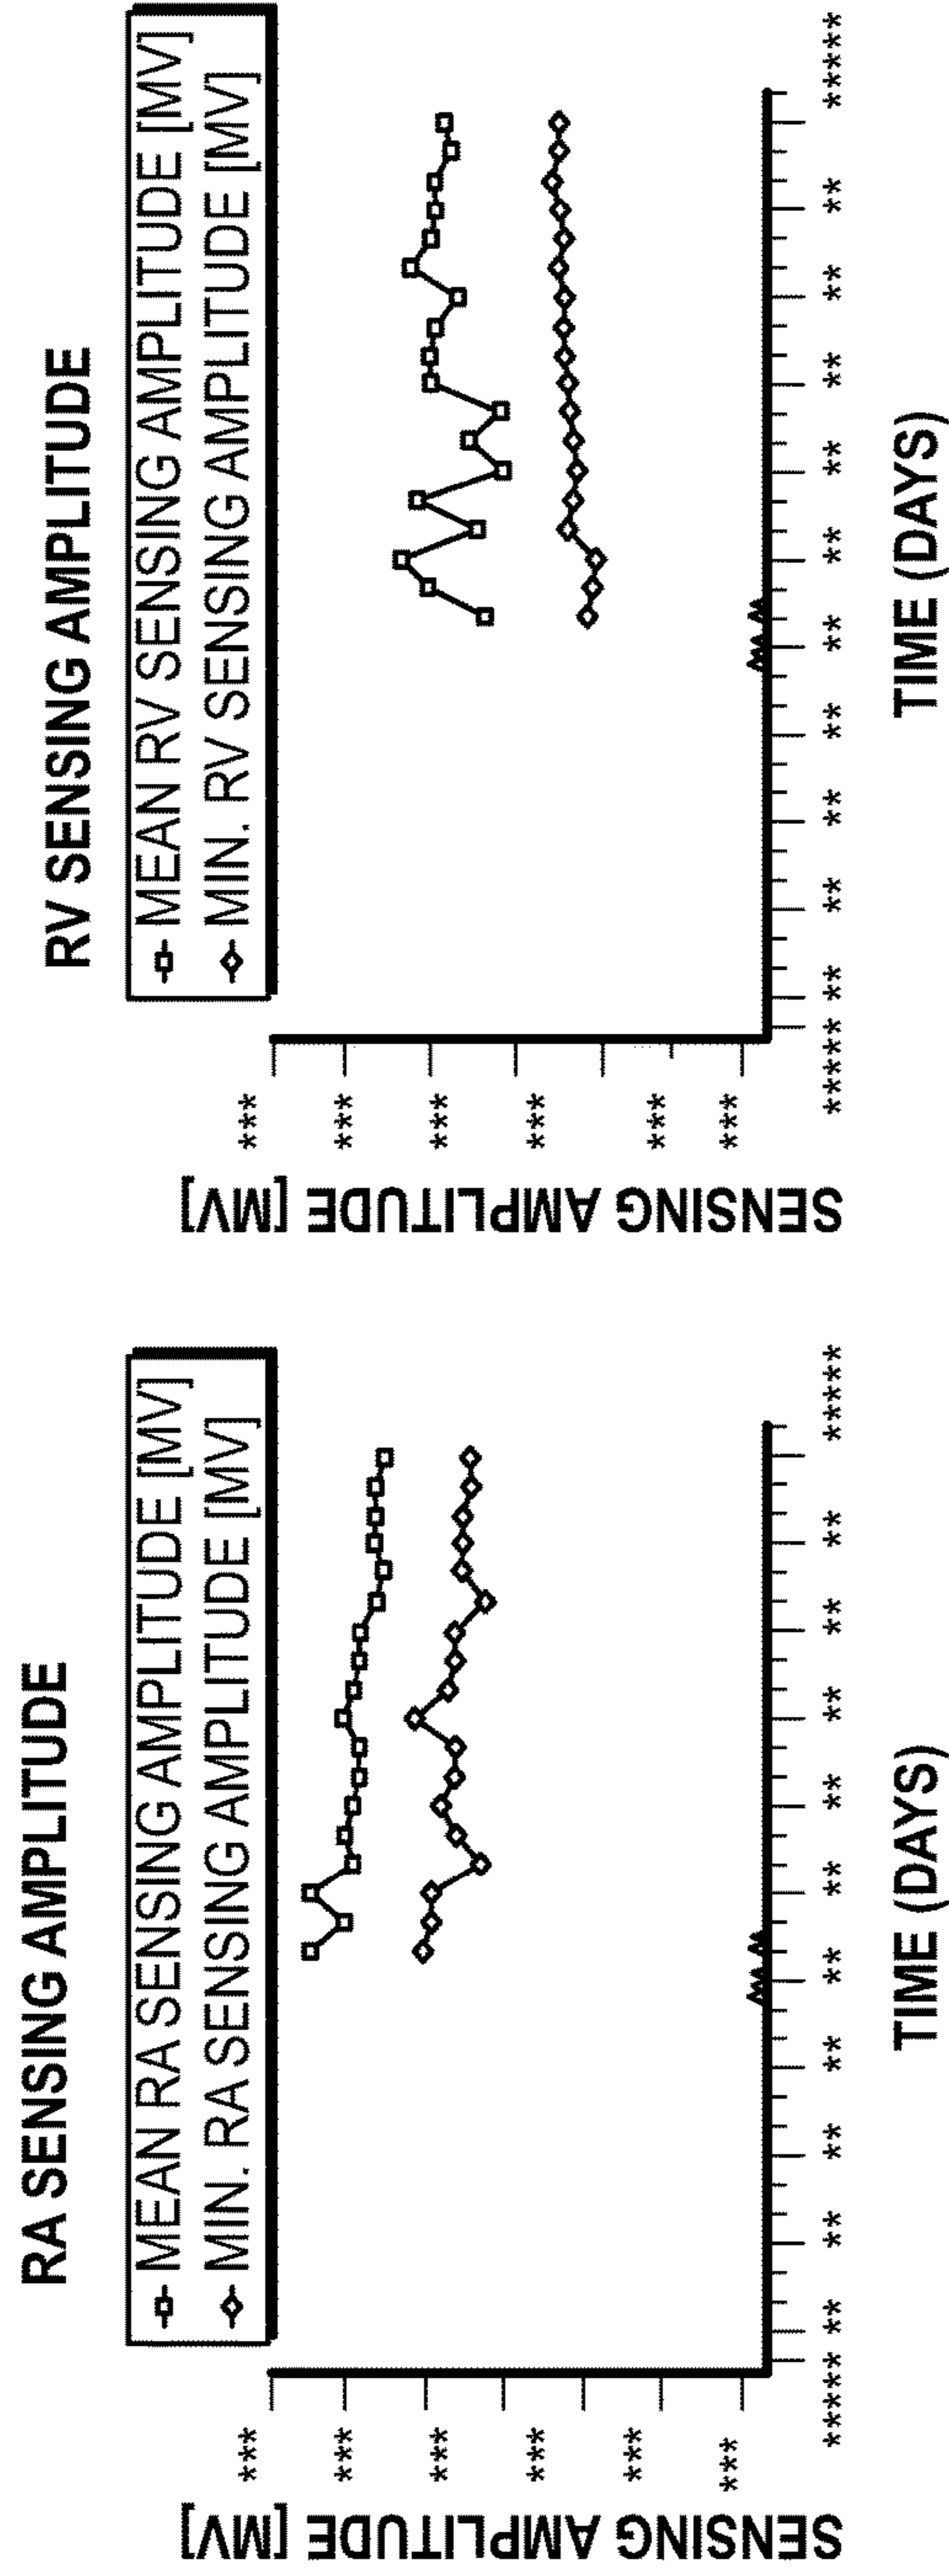 RA SENSING AMPLITUDE
MEAN RA SENSING AMPLITUDE [MV]
MIN. RA SENSING AMPLITUDE [MV]
SENSING AMPLITUDE [MV]
***
***
***
***
***
***
***** ** ** ** ** ** ** ** ** ** ** ****
TIME (DAYS)
RV SENSING AMPLITUDE
MEAN RV SENSING AMPLITUDE [MV]
MIN. RV SENSING AMPLITUDE [MV]
SENSING AMPLITUDE [MV]
***
***
***
***
***
***
***** ** ** ** ** ** ** ** ** ** ** ****
TIME (DAYS)